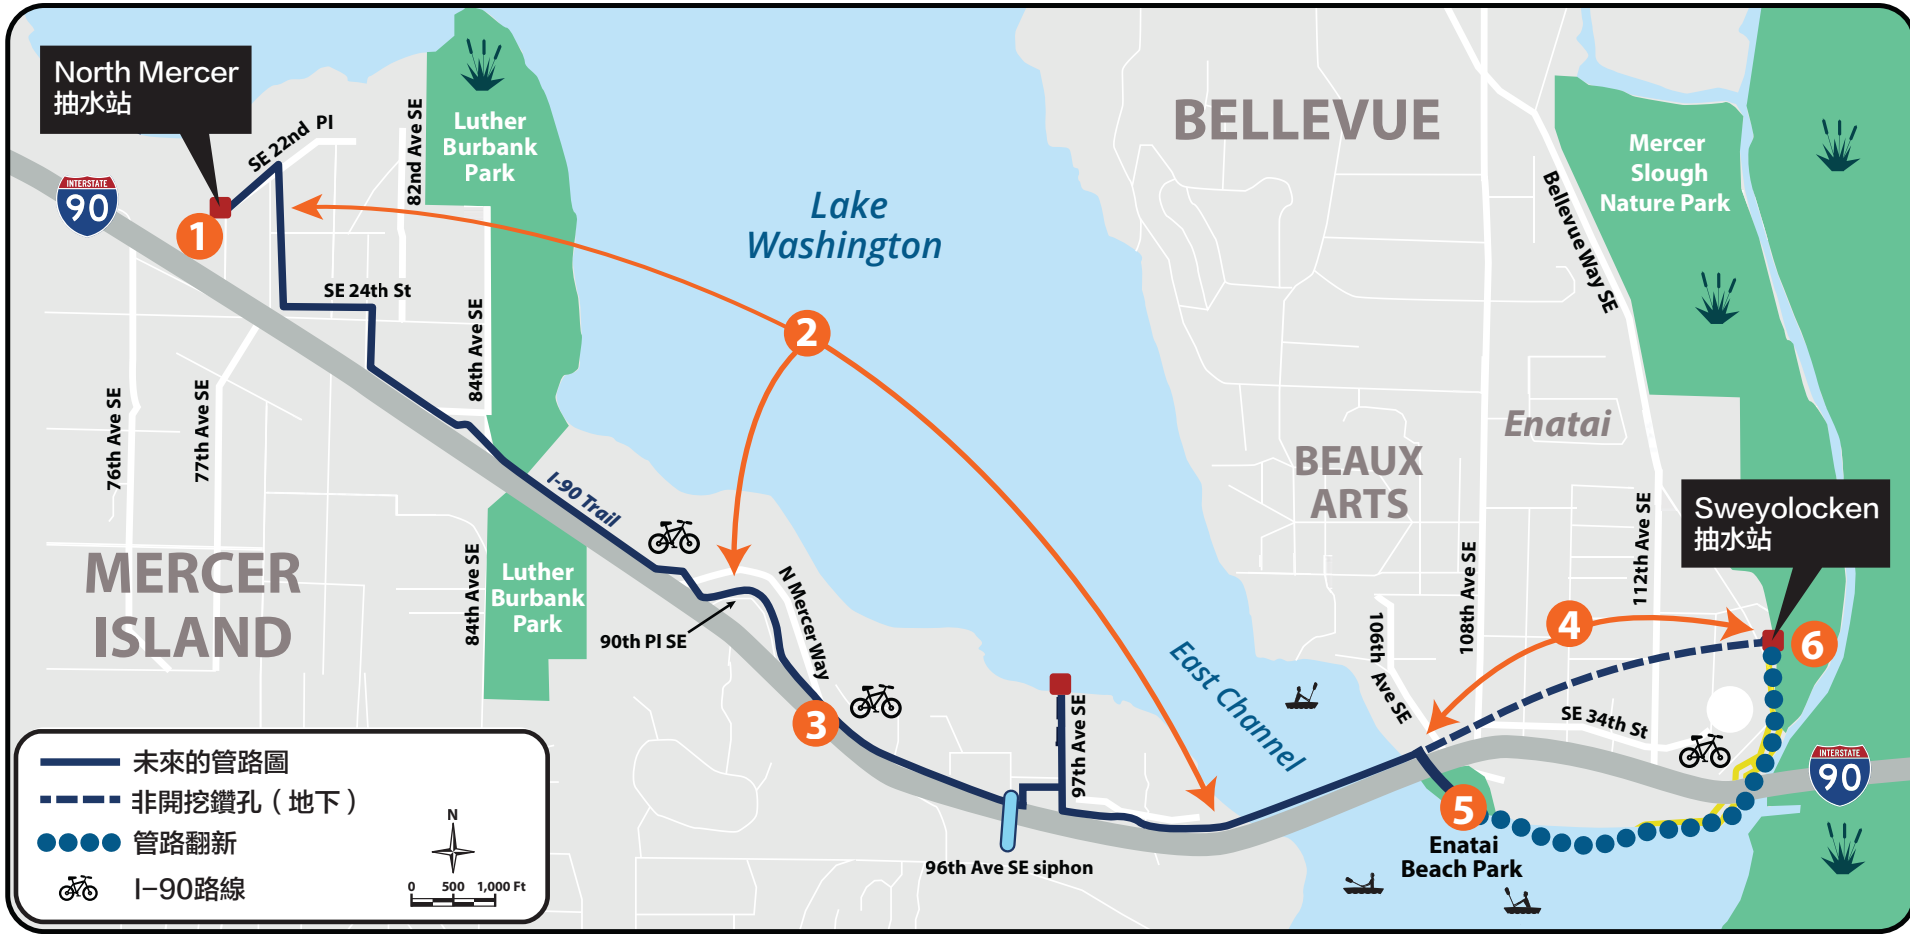 North Mercer
抽水站
INTERSTATE
90
1
SE 22nd Pl
82nd Ave SE
Luther
Burbank
Park
SE 24th St
84th Ave SE
76th Ave SE
77th Ave SE
MERCER
ISLAND
84th Ave SE
Luther
Burbank
Park
I-90 Trail
Lake
Washington
2
90th Pl SE
N Mercer Way
3
97th Ave SE
96th Ave SE siphon
East Channel
BELLEVUE
Mercer
Slough
Nature Park
Bellevue Way SE
Enatai
BEAUX
ARTS
106th Ave SE
108th Ave SE
112th Ave SE
Sweyolocken
抽水站
4
6
SE 34th St
INTERSTATE
90
5
Enatai
Beach Park
未來的管路圖
非開挖鑽孔（地下）
管路翻新
I-90路線
N
0 500 1,000 Ft